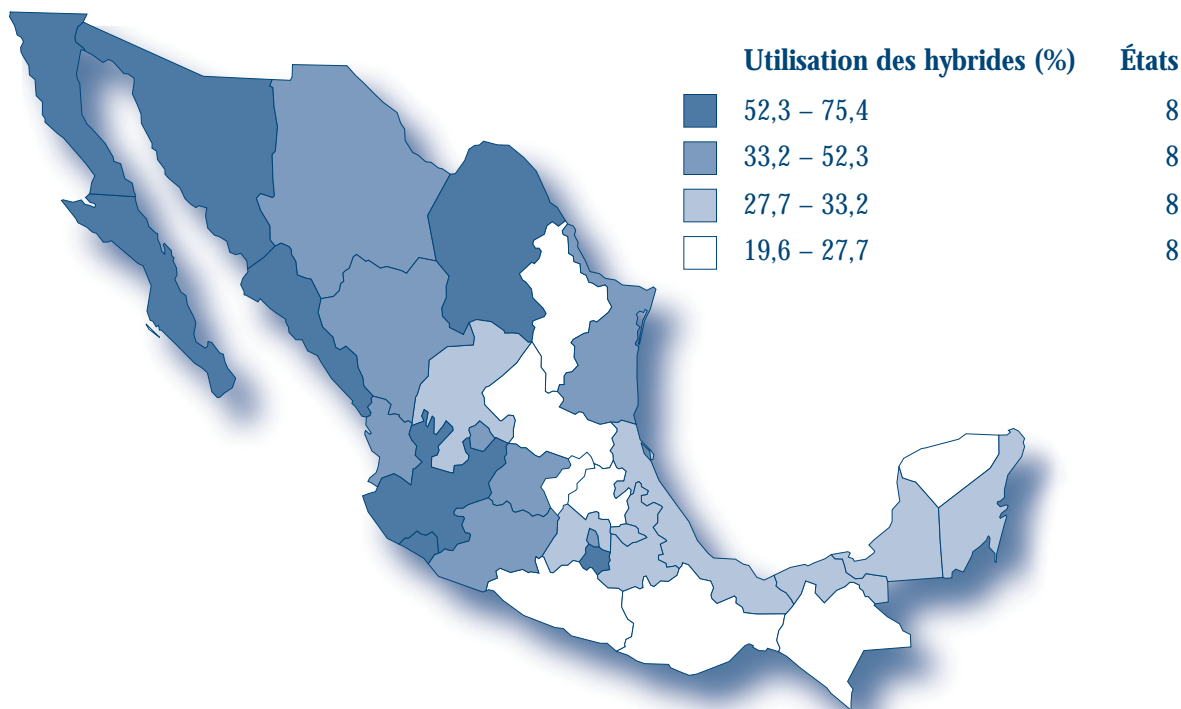 Utilisation des hybrides (%) États
52,3 – 75,4 8
33,2 – 52,3 8
27,7 – 33,2 8
19,6 – 27,7 8